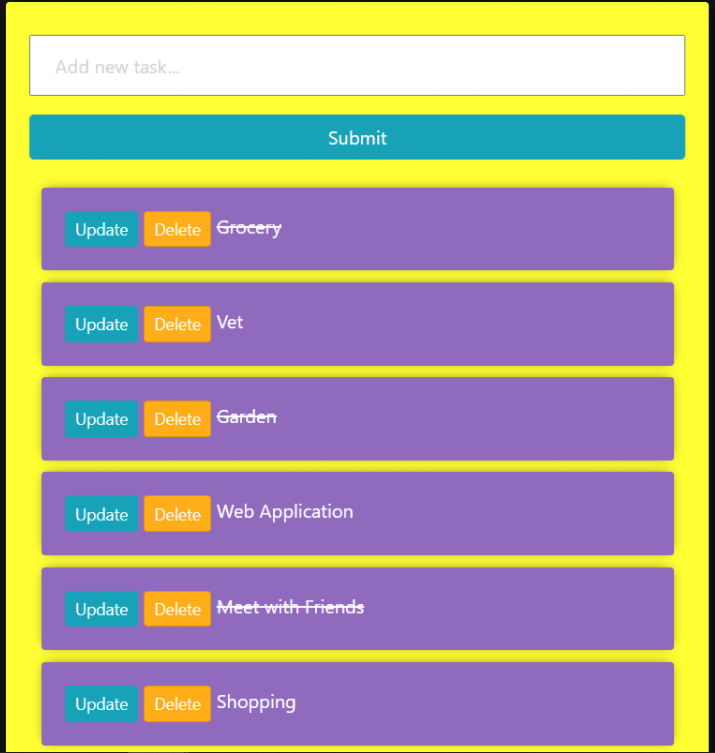 Add new task...
Submit
Update Delete Grocery
Update Delete Vet
Update Delete Garden
Update Delete Web Application
Update Delete Meet with Friends
Update Delete Shopping